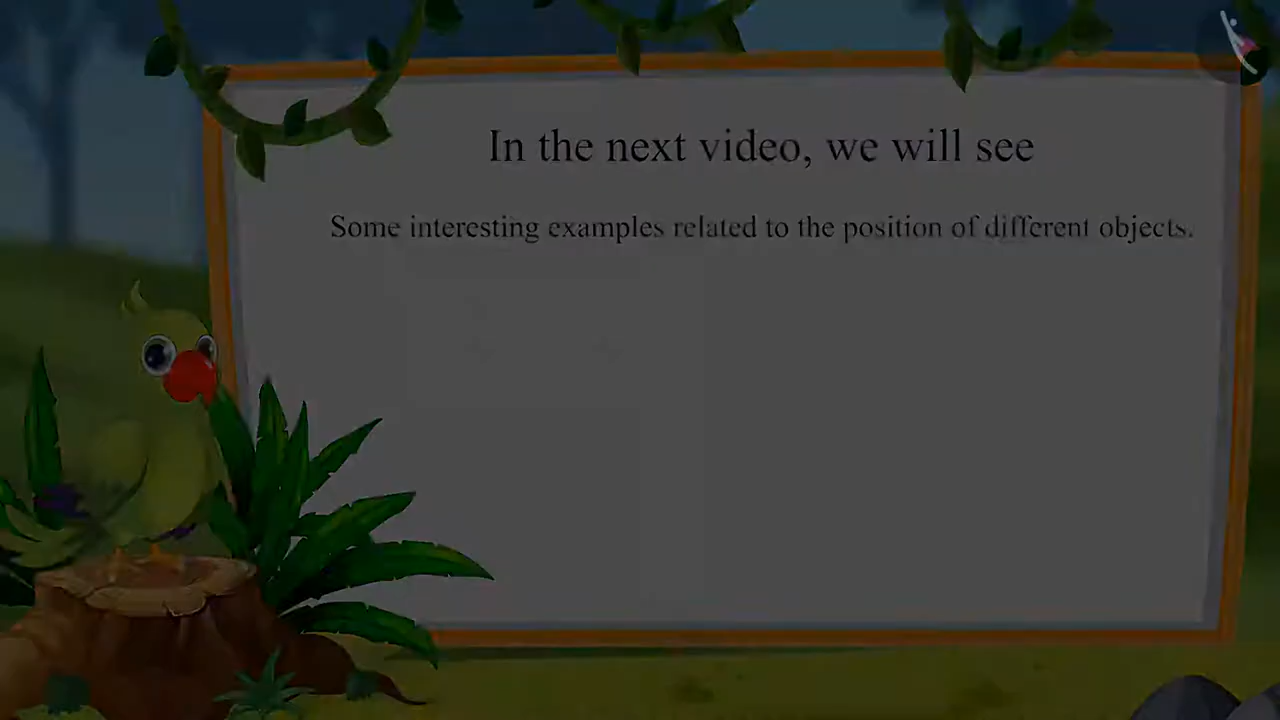 In the next video, we will see
Some interesting examples related to the position of different objects.